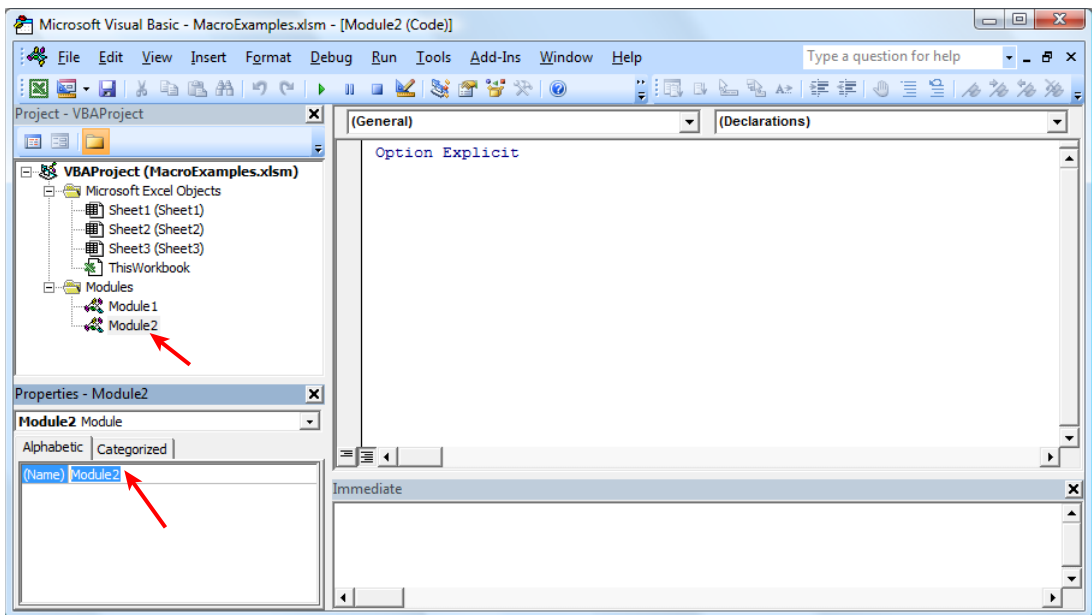 Microsoft Visual Basic - MacroExamples.xlsm - [Module2 (Code)]
File Edit View Insert Format Debug Run Tools Add-Ins Window Help Type a question for help
Project - VBAProject
(General) (Declarations)
Option Explicit
VBAProject (MacroExamples.xlsm)
Microsoft Excel Objects
Sheet1 (Sheet1)
Sheet2 (Sheet2)
Sheet3 (Sheet3)
ThisWorkbook
Modules
Module1
Module2
Properties - Module2
Module2 Module
Alphabetic Categorized
(Name) Module2
Immediate